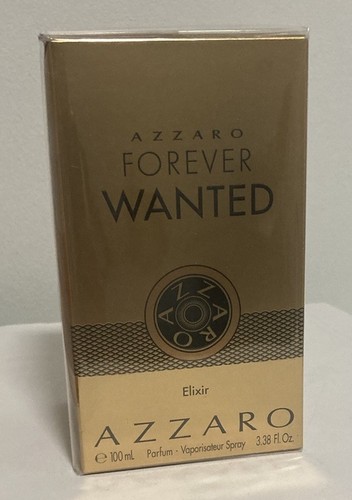 AZZARO
FOREVER
WANTED
AZZARO
Elixir
AZZARO
℮ 100 mL Parfum - Vaporisateur Spray 3.38 Fl. Oz.